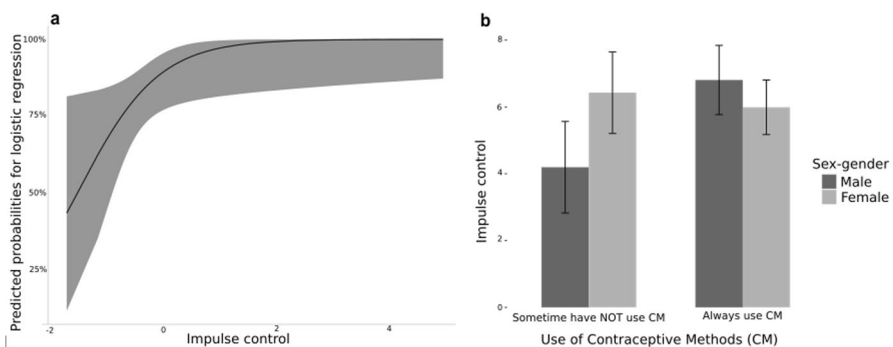 a
Predicted probabilities for logistic regression
100%
75%
50%
25%
-2
0
2
4
Impulse control
b
Impulse control
8
6
4
2
0
Sometime have NOT use CM
Always use CM
Use of Contraceptive Methods (CM)
Sex-gender
Male
Female